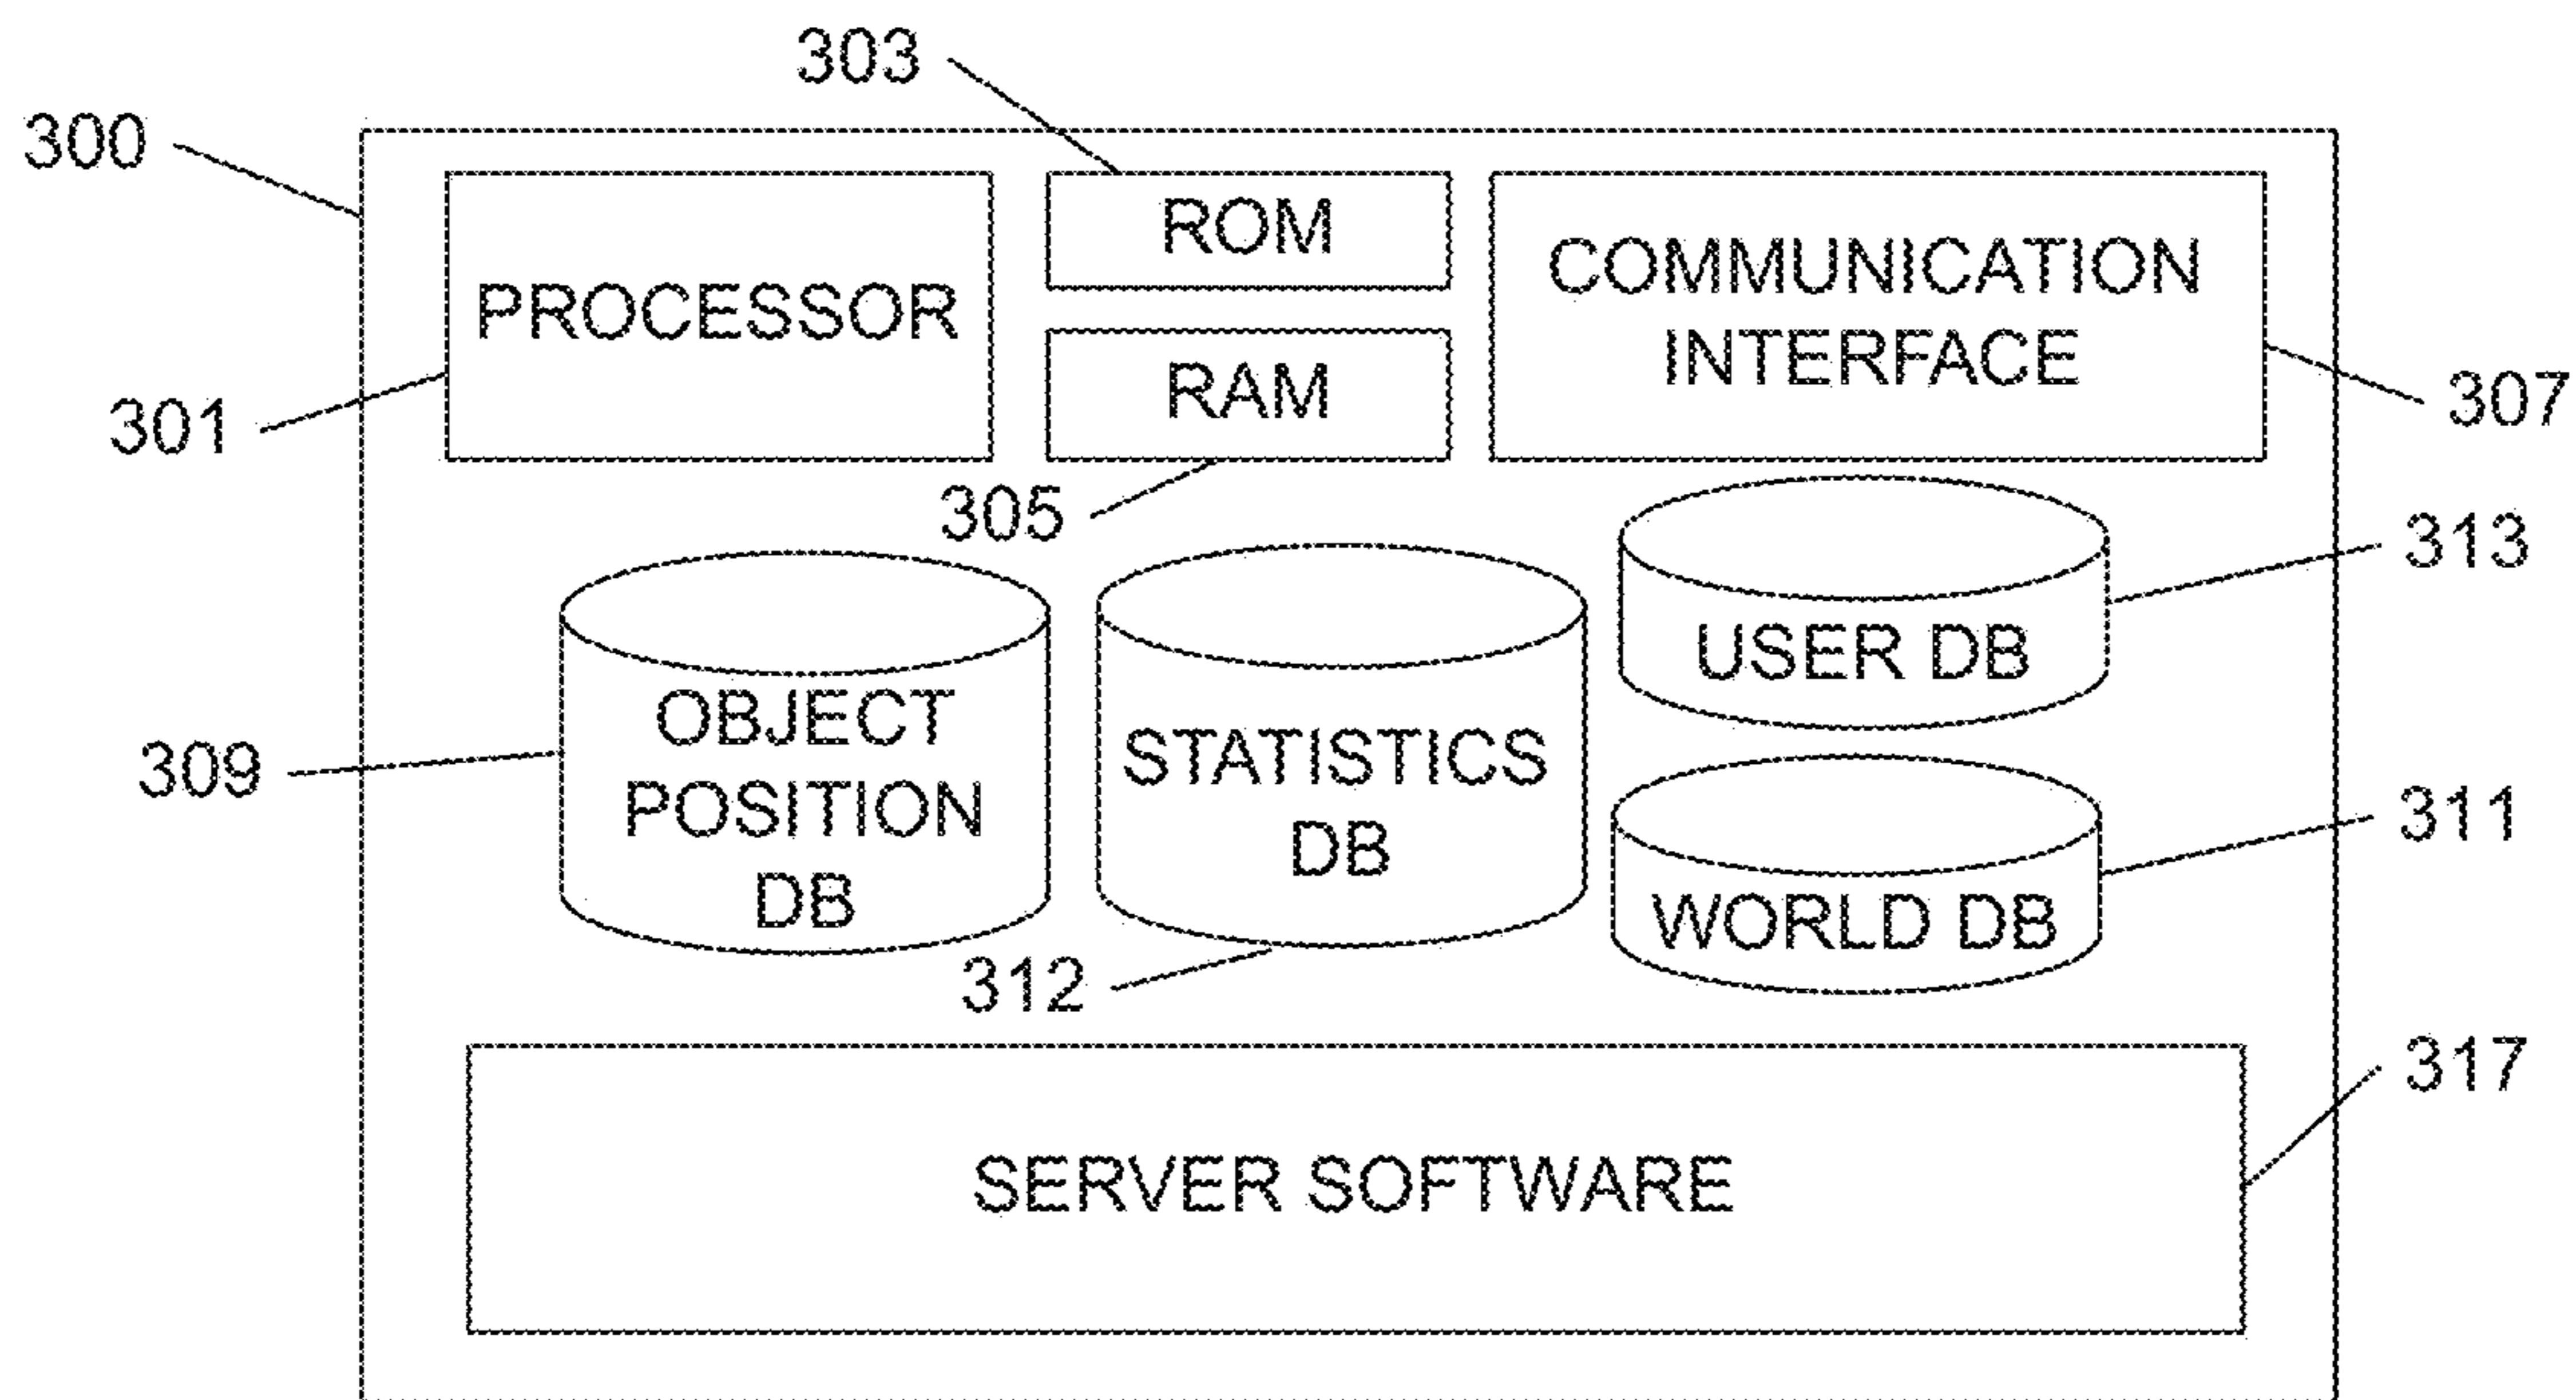 303
300
ROM
COMMUNICATION
INTERFACE
PROCESSOR
RAM
307
301
305
313
USER DB
OBJECT
POSITION
DB
STATISTICS
DB
309
311
WORLD DB
312
317
SERVER SOFTWARE